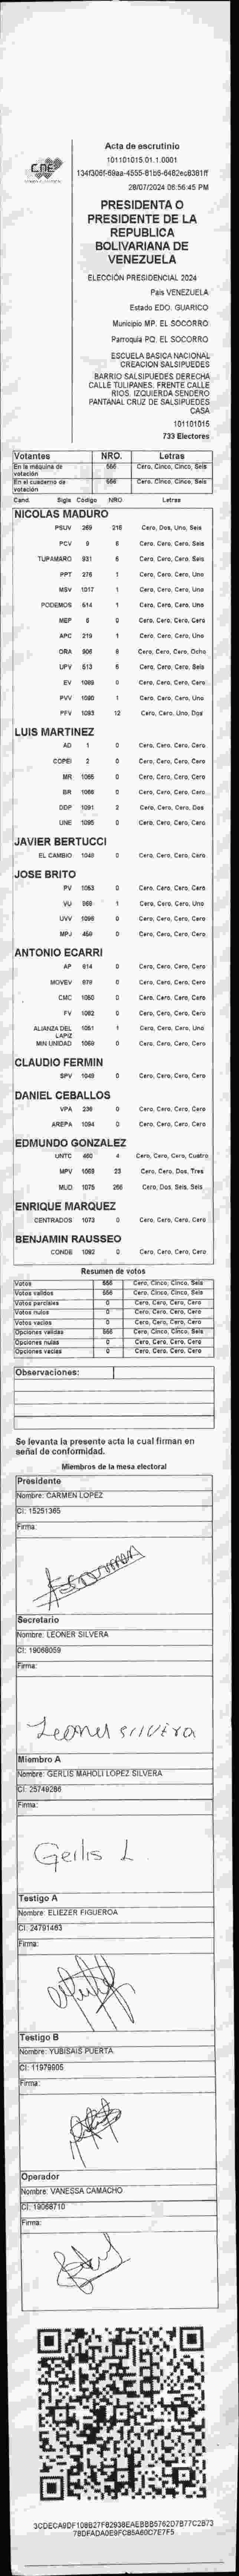 CNE
Acta de escrutinio
101101015.01.1.0001
28/07/2024 08:56:45 PM
PRESIDENTA O
PRESIDENTE DE LA
REPUBLICA
BOLIVARIANA DE
VENEZUELA
ELECCIÓN PRESIDENCIAL 2024
País VENEZUELA
Estado EDO. GUARICO
Municipio MP. EL SOCORRO
Parroquia PQ. EL SOCORRO
ESCUELA BASICA NACIONAL
CREACION SALSIPUEDES
BARRIO SALSIPUEDES DERECHA
CALLE TULIPANES. FRENTE CALLE
RIOS. IZQUIERDA SENDERO
PANTANAL CRUZ DE SALSIPUEDES
CASA
101101015
733 Electores
Votantes NRO. Letras
En la máquina de votación 556 Cero, Cinco, Cinco, Seis
En el cuaderno de votación 556 Cero, Cinco, Cinco, Seis
Cand. Sigla Código NRO. Letras
NICOLAS MADURO
PSUV 269 216 Cero, Dos, Uno, Seis
PCV 9 6 Cero, Cero, Cero, Seis
TUPAMARO 931 6 Cero, Cero, Cero, Seis
PPT 276 1 Cero, Cero, Cero, Uno
MSV 1017 1 Cero, Cero, Cero, Uno
PODEMOS 514 1 Cero, Cero, Cero, Uno
MEP 6 0 Cero, Cero, Cero, Cero
APC 219 1 Cero, Cero, Cero, Uno
ORA 906 8 Cero, Cero, Cero, Ocho
UPV 513 6 Cero, Cero, Cero, Seis
EV 1089 0 Cero, Cero, Cero, Cero
PVV 1090 1 Cero, Cero, Cero, Uno
PFV 1093 12 Cero, Cero, Uno, Dos
LUIS MARTINEZ
AD 1 0 Cero, Cero, Cero, Cero
COPEI 2 0 Cero, Cero, Cero, Cero
MR 1065 0 Cero, Cero, Cero, Cero
BR 1066 0 Cero, Cero, Cero, Cero
DDP 1091 2 Cero, Cero, Cero, Dos
UNE 1095 0 Cero, Cero, Cero, Cero
JAVIER BERTUCCI
EL CAMBIO 1048 0 Cero, Cero, Cero, Cero
JOSE BRITO
PV 1053 0 Cero, Cero, Cero, Cero
VU 969 1 Cero, Cero, Cero, Uno
UVV 1096 0 Cero, Cero, Cero, Cero
MPJ 459 0 Cero, Cero, Cero, Cero
ANTONIO ECARRI
AP 614 0 Cero, Cero, Cero, Cero
MOVEV 979 0 Cero, Cero, Cero, Cero
CMC 1050 0 Cero, Cero, Cero, Cero
FV 1082 0 Cero, Cero, Cero, Cero
ALIANZA DEL LAPIZ 1051 1 Cero, Cero, Cero, Uno
MIN UNIDAD 1069 0 Cero, Cero, Cero, Cero
CLAUDIO FERMIN
SPV 1049 0 Cero, Cero, Cero, Cero
DANIEL CEBALLOS
VPA 230 0 Cero, Cero, Cero, Cero
AREPA 1094 0 Cero, Cero, Cero, Cero
EDMUNDO GONZALEZ
UNTC 460 4 Cero, Cero, Cero, Cuatro
MPV 1068 23 Cero, Cero, Dos, Tres
MUD 1075 266 Cero, Dos, Seis, Seis
ENRIQUE MARQUEZ
CENTRADOS 1073 0 Cero, Cero, Cero, Cero
BENJAMIN RAUSSEO
CONDE 1092 0 Cero, Cero, Cero, Cero
Resumen de votos
Votos 556 Cero, Cinco, Cinco, Seis
Votos validos 556 Cero, Cinco, Cinco, Seis
Votos parciales 0 Cero, Cero, Cero, Cero
Votos nulos 0 Cero, Cero, Cero, Cero
Votos vacios 0 Cero, Cero, Cero, Cero
Opciones validas 556 Cero, Cinco, Cinco, Seis
Opciones nulas 0 Cero, Cero, Cero, Cero
Opciones vacias 0 Cero, Cero, Cero, Cero
Observaciones:
Se levanta la presente acta la cual firman en
señal de conformidad.
Miembros de la mesa electoral
Presidente
Nombre: CARMEN LOPEZ
CI: 15251365
Firma:
Secretario
Nombre: LEONER SILVERA
CI: 19068059
Firma:
Leoner silvera
Miembro A
Nombre: GERLIS MAHOLI LOPEZ SILVERA
CI: 25749286
Firma:
Gerlis L
Testigo A
Nombre: ELIEZER FIGUEROA
CI: 24791463
Firma:
Testigo B
Nombre: YUBISAIS PUERTA
CI: 11979905
Firma:
Operador
Nombre: VANESSA CAMACHO
CI: 19068710
Firma: